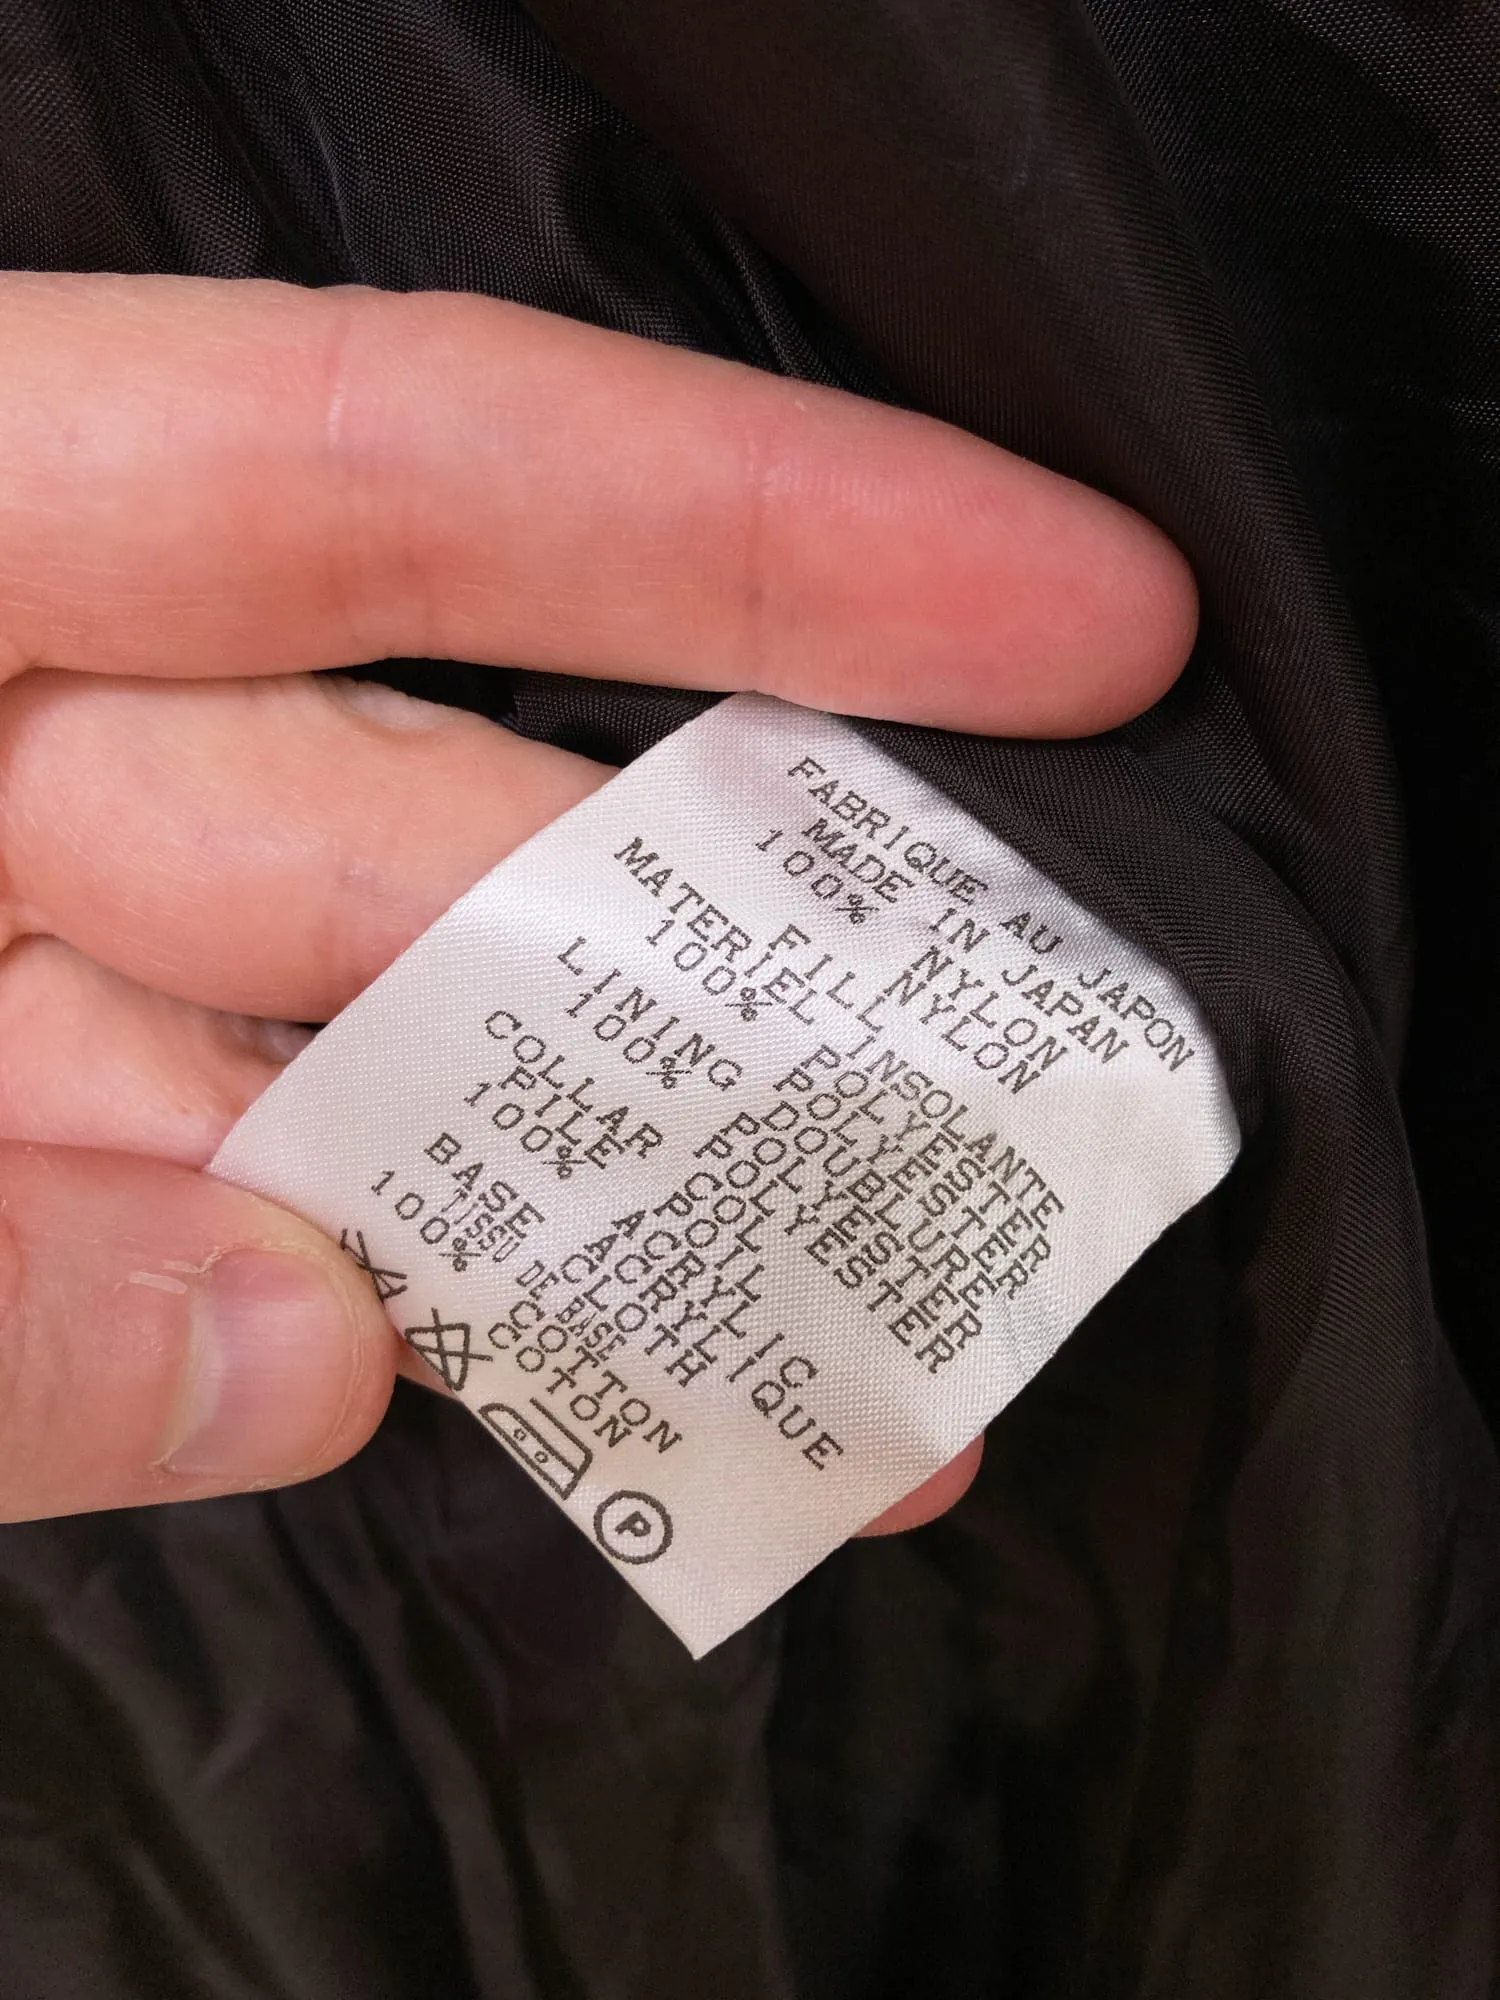 FABRIQUE AU JAPON
MADE IN JAPAN
100% NYLON
NYLON
FILL
MATERIEL INSOLANTE
100% POLYESTER
POLYESTER
LINING DOUBLURE
100% POLYESTER
POLYESTER
COLLAR COL
PILE POIL
100% ACRYLIC
ACRYLIQUE
BASE CLOTH
TISSU DE BASE
100% COTTON
COTON
P